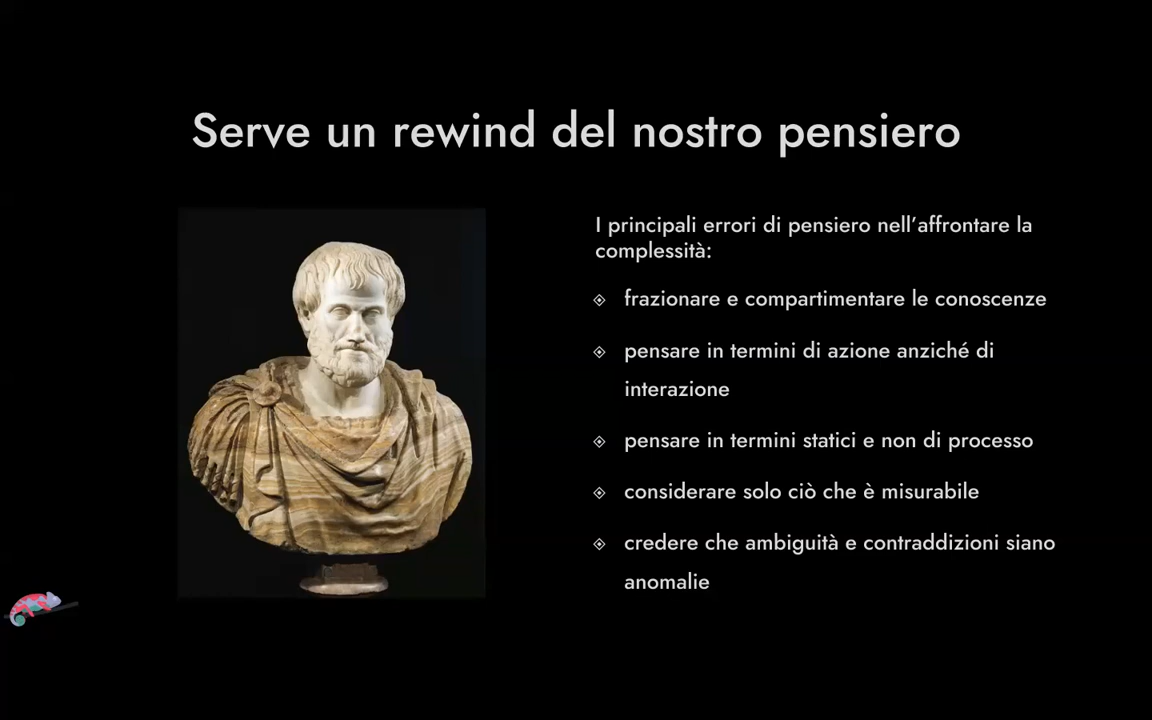 Serve un rewind del nostro pensiero
I principali errori di pensiero nell’affrontare la
complessità:
frazionare e compartimentare le conoscenze
pensare in termini di azione anziché di
interazione
pensare in termini statici e non di processo
considerare solo ciò che è misurabile
credere che ambiguità e contraddizioni siano
anomalie